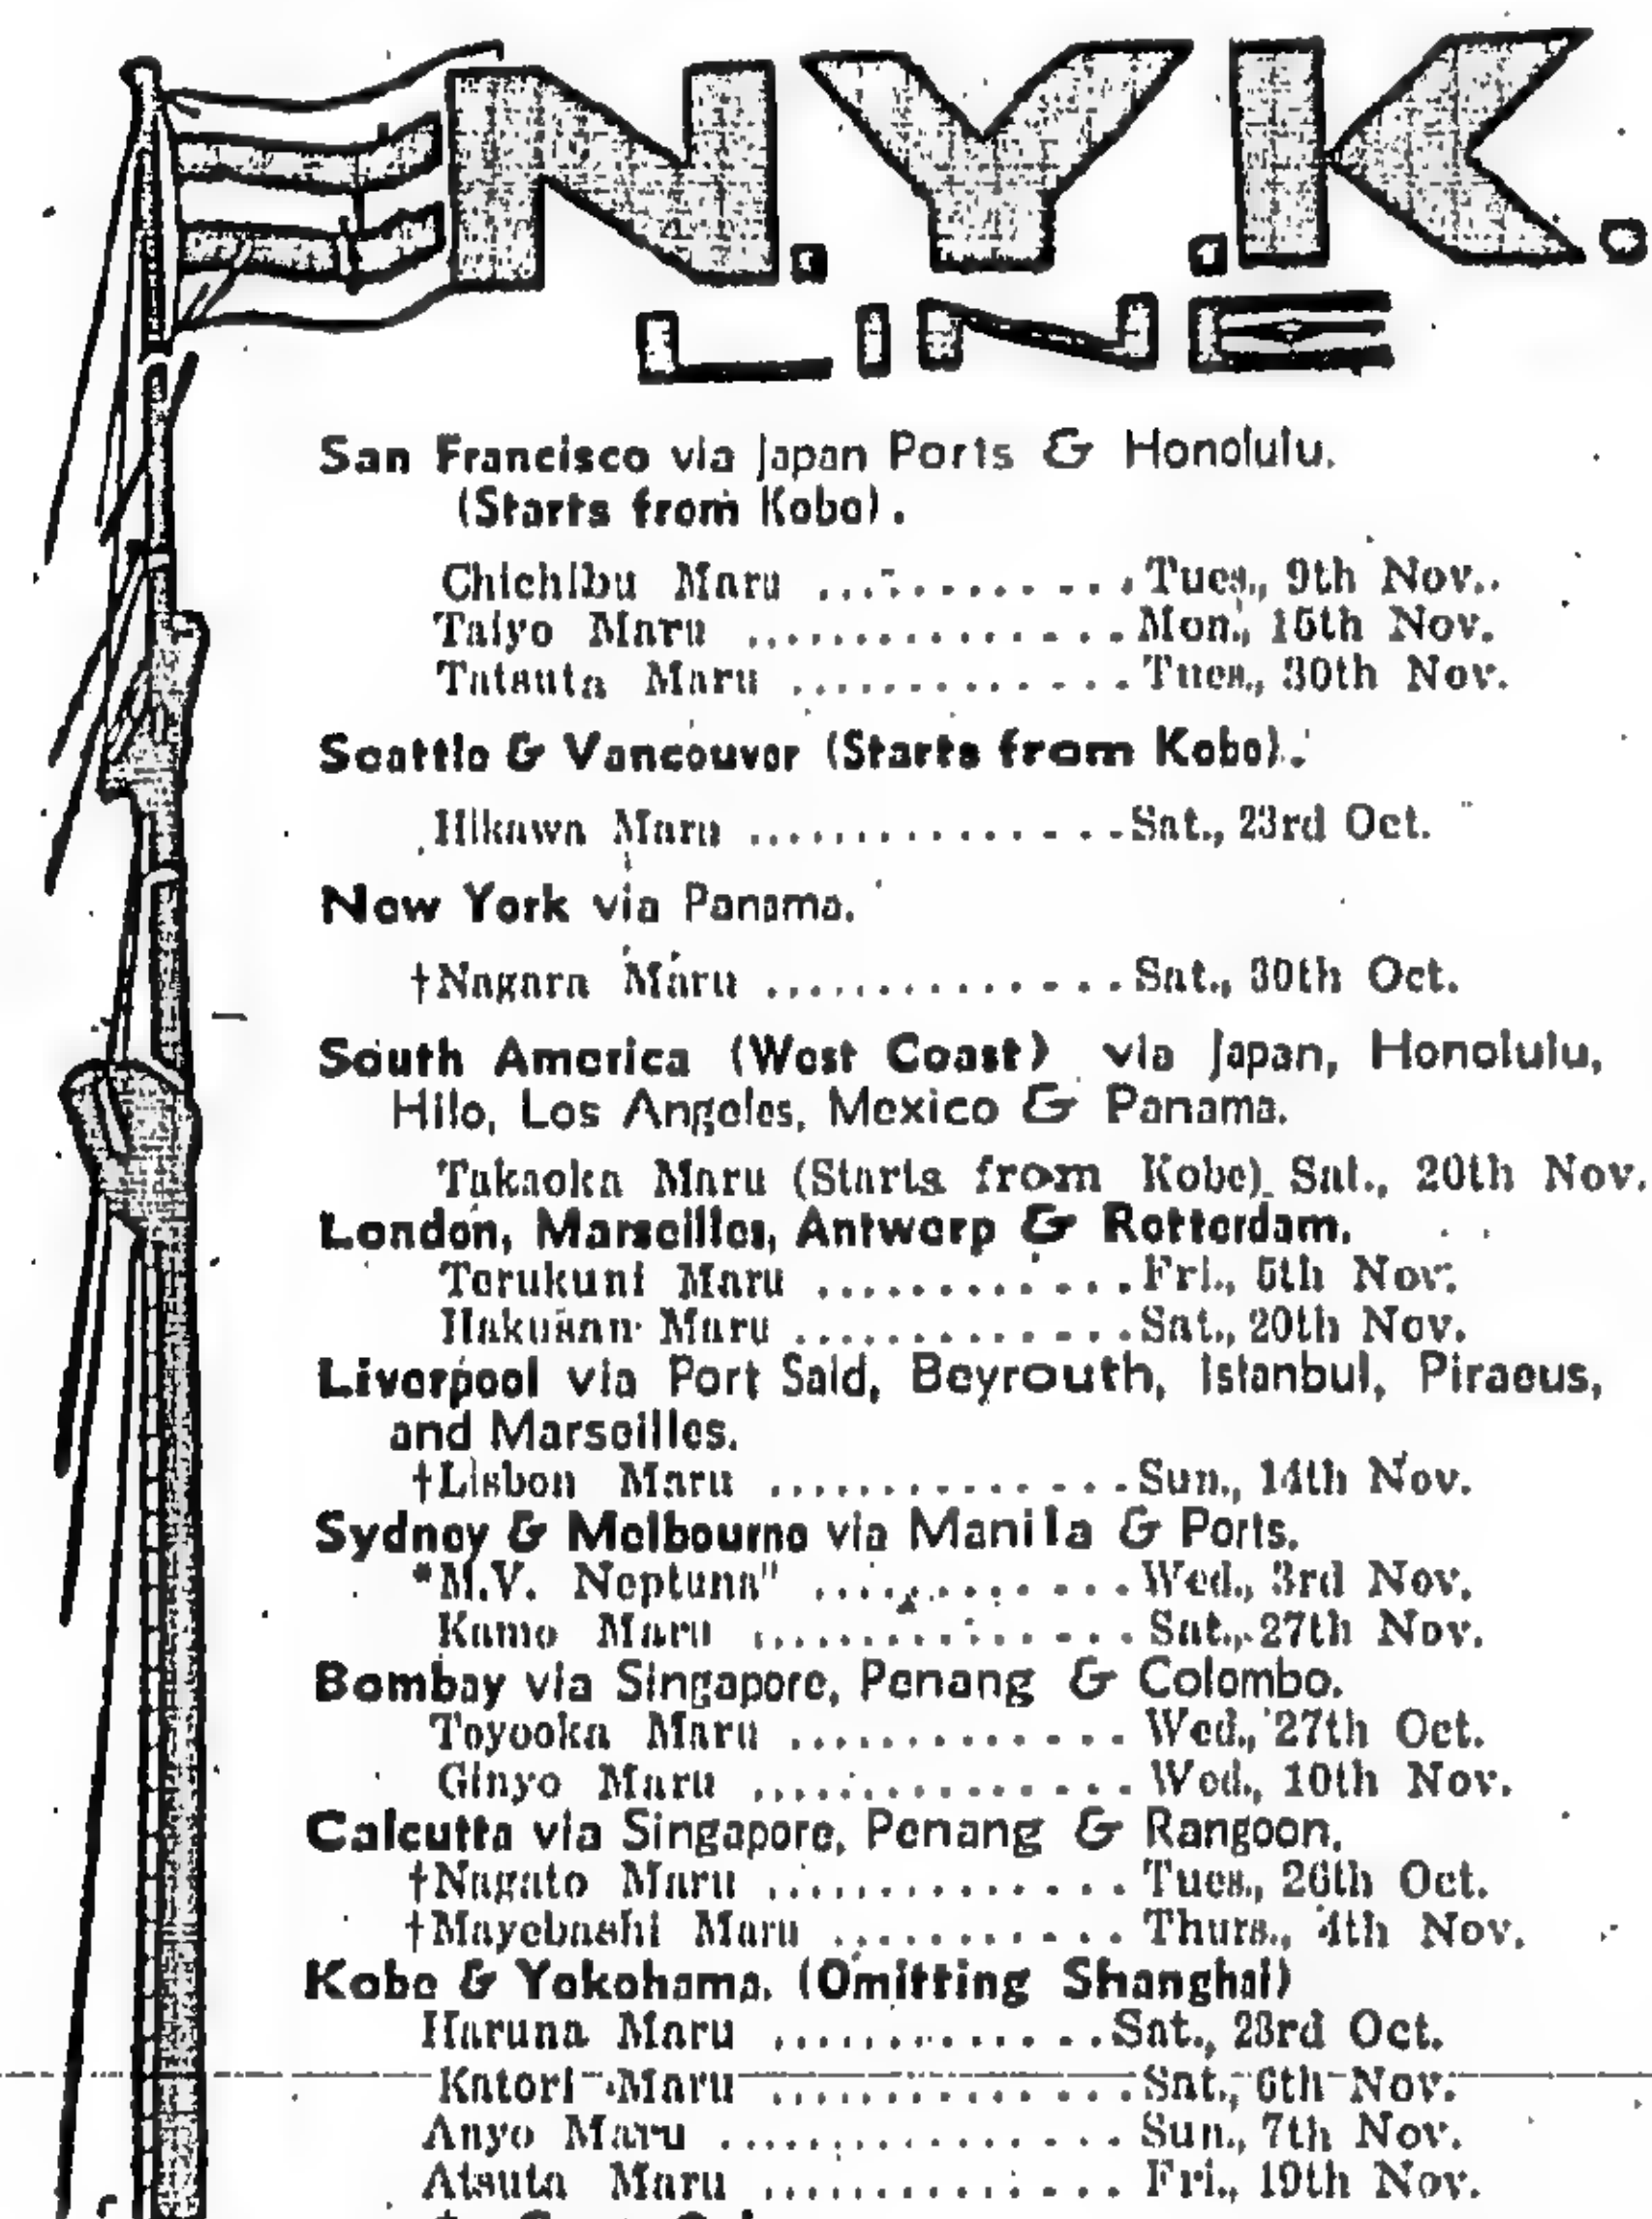 N.Y.K.
LINE
San Francisco via Japan Ports & Honolulu.
(Starts from Kobe).
Chichibu Maru .............Tues., 9th Nov.
Taiyo Maru ...............Mon., 15th Nov.
Tatsuta Maru .............Tues., 30th Nov.
Seattle & Vancouver (Starts from Kobe).
Hikawa Maru ...............Sat., 23rd Oct.
New York via Panama.
†Nagara Maru ..............Sat., 30th Oct.
South America (West Coast) via Japan, Honolulu,
Hilo, Los Angeles, Mexico & Panama.
Takaoka Maru (Starts from Kobe) Sat., 20th Nov.
London, Marseilles, Antwerp & Rotterdam.
Terukuni Maru ............Fri., 5th Nov.
Hakusan Maru .............Sat., 20th Nov.
Liverpool via Port Said, Beyrouth, Istanbul, Piraeus,
and Marseilles.
†Lisbon Maru ..............Sun., 14th Nov.
Sydney & Melbourne via Manila & Ports.
*M.V. Neptuna" ............Wed., 3rd Nov.
Kamo Maru ...............Sat., 27th Nov.
Bombay via Singapore, Penang & Colombo.
Toyooka Maru .............Wed., 27th Oct.
Ginyo Maru ...............Wed., 10th Nov.
Calcutta via Singapore, Penang & Rangoon.
†Nagato Maru ..............Tues., 26th Oct.
†Mayebashi Maru ...........Thurs., 4th Nov.
Kobe & Yokohama. (Omitting Shanghai)
Haruna Maru .............Sat., 23rd Oct.
Katori Maru ..............Sat., 6th Nov.
Anyo Maru ................Sun., 7th Nov.
Atsuta Maru ..............Fri., 19th Nov.